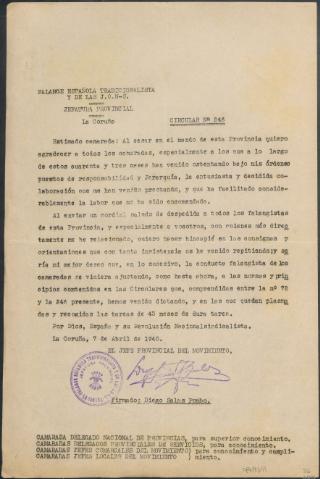 FALANGE ESPAÑOLA TRADICIONALISTA
Y DE LAS J.O.N-S.
JEFATURA PROVINCIAL
La Coruña
CIRCULAR Nº 248
Estimado camarada: Al cesar en el mando de esta Provincia quiero
agradecer a todos los camaradas, especialmente a los que a lo largo
de estos cuarenta y tres meses han venido ostentando bajo mis órdenes
puestos de responsabilidad y Jerarquía, la entusiasta y decidida co-
laboración que me han venido prestando, y que ha facilitado conside-
rablemente la labor que me ha sido encomendada.
Al enviar un cordial saludo de despedida a todos los falangistas
de esta Provincia, y especialmente a vosotros, con quienes más direc
tamente me he relacionado, quiero hacer hincapié en las consignas y
orientaciones que con tanta insistencia os he venido repitiendo; y se
ría mi mejor deseo que, en lo sucesivo, la conducta falangista de los
camaradas se viniera ajustando, como hasta ahora, a las normas y prin
cipios contenidos en las Circulares que, comprendidas entre la nº 72
y la 248 presente, hemos venido dictando, y en las que quedan plasma-
das y recogidas las tareas de 43 meses de dura tarea.
Por Dios, España y su Revolución Nacionalsindicalista.
La Coruña, 7 de Abril de 1945.
EL JEFE PROVINCIAL DEL MOVIMIENTO,
Firmado: Diego Salas Pombo.
CAMARADA DELEGADO NACIONAL DE PROVINCIAS, para superior conocimiento.
CAMARADAS DELEGADOS PROVINCIALES DE SERVICIOS, para conocimiento.
CAMARADAS JEFES COMARCALES DEL MOVIMIENTO) para conocimiento y cumpli-
CAMARADAS JEFES LOCALES DEL MOVIMIENTO ) miento.